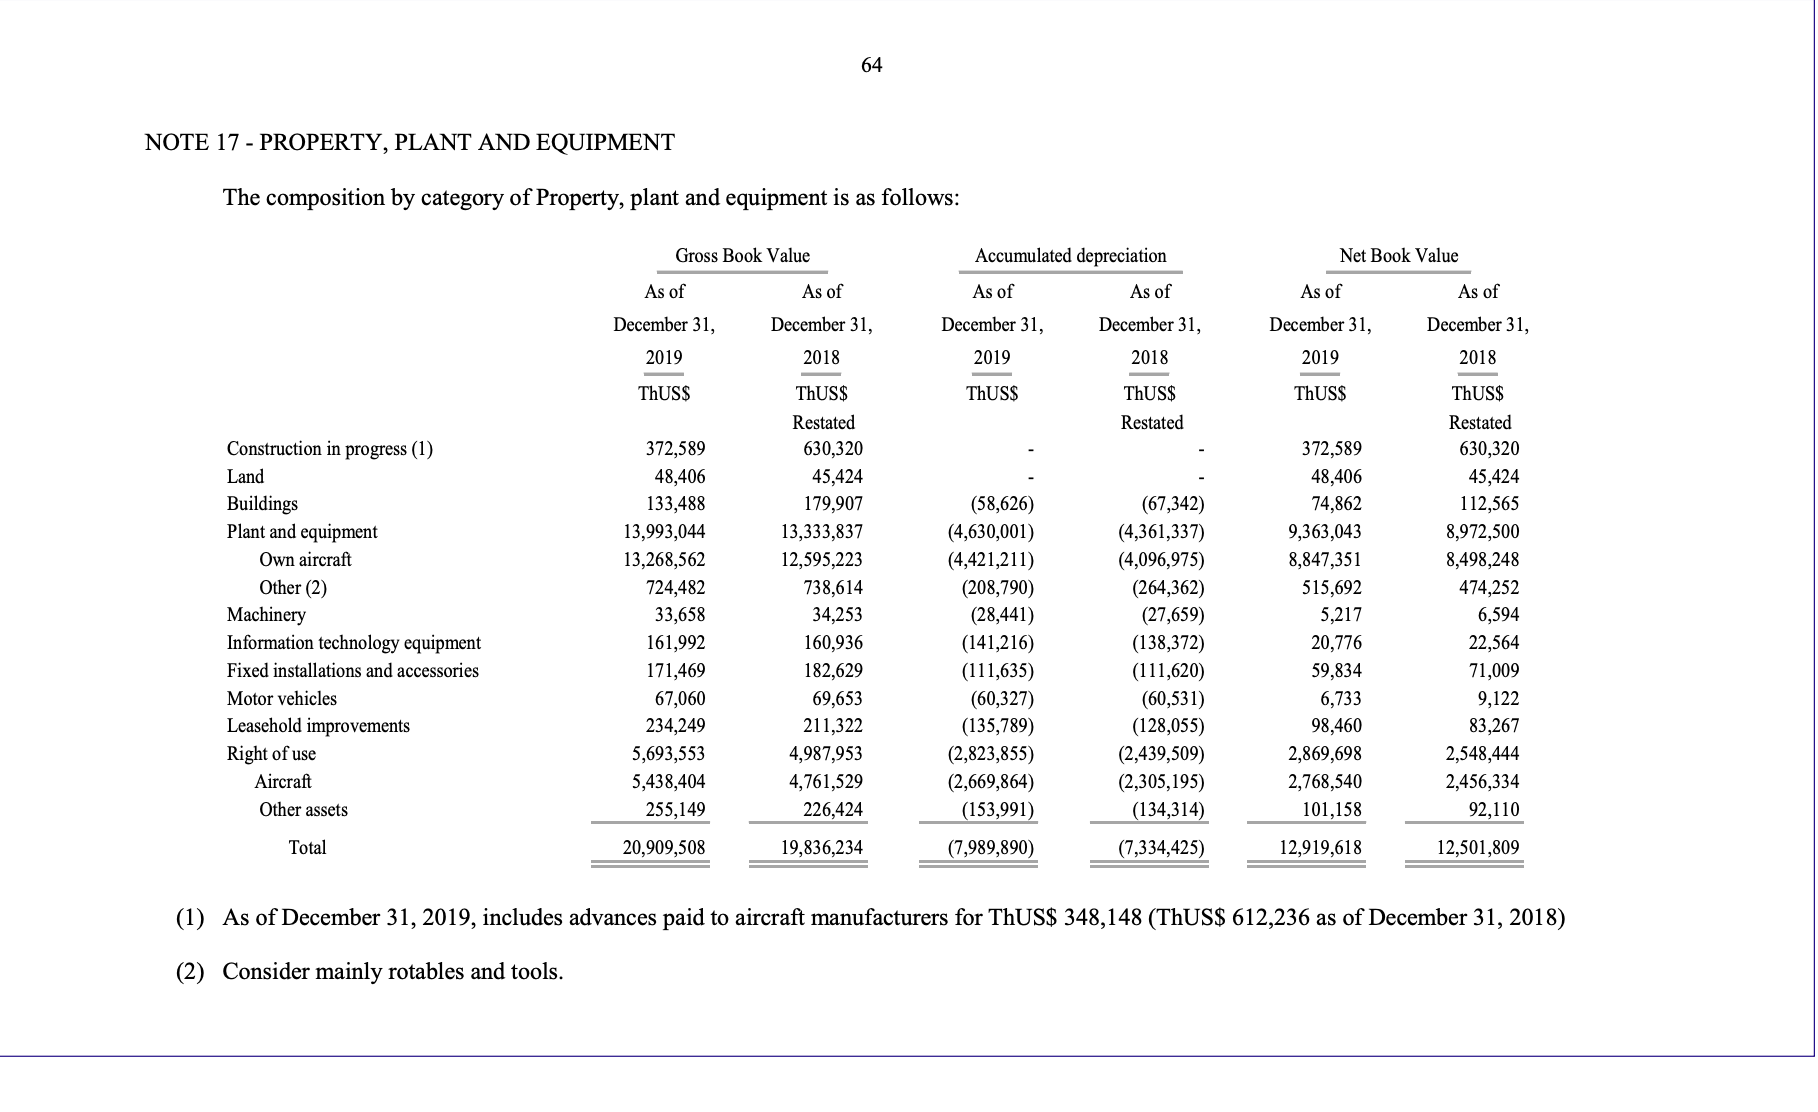 64
NOTE 17 - PROPERTY, PLANT AND EQUIPMENT
The composition by category of Property, plant and equipment is as follows:
Gross Book Value Accumulated depreciation Net Book Value
As of As of As of As of As of As of
December 31, December 31, December 31, December 31, December 31, December 31,
2019 2018 2019 2018 2019 2018
ThUS$ ThUS$ ThUS$ ThUS$ ThUS$ ThUS$
Restated Restated Restated
Construction in progress (1) 372,589 630,320 - - 372,589 630,320
Land 48,406 45,424 - - 48,406 45,424
Buildings 133,488 179,907 (58,626) (67,342) 74,862 112,565
Plant and equipment 13,993,044 13,333,837 (4,630,001) (4,361,337) 9,363,043 8,972,500
Own aircraft 13,268,562 12,595,223 (4,421,211) (4,096,975) 8,847,351 8,498,248
Other (2) 724,482 738,614 (208,790) (264,362) 515,692 474,252
Machinery 33,658 34,253 (28,441) (27,659) 5,217 6,594
Information technology equipment 161,992 160,936 (141,216) (138,372) 20,776 22,564
Fixed installations and accessories 171,469 182,629 (111,635) (111,620) 59,834 71,009
Motor vehicles 67,060 69,653 (60,327) (60,531) 6,733 9,122
Leasehold improvements 234,249 211,322 (135,789) (128,055) 98,460 83,267
Right of use 5,693,553 4,987,953 (2,823,855) (2,439,509) 2,869,698 2,548,444
Aircraft 5,438,404 4,761,529 (2,669,864) (2,305,195) 2,768,540 2,456,334
Other assets 255,149 226,424 (153,991) (134,314) 101,158 92,110
Total 20,909,508 19,836,234 (7,989,890) (7,334,425) 12,919,618 12,501,809
(1) As of December 31, 2019, includes advances paid to aircraft manufacturers for ThUS$ 348,148 (ThUS$ 612,236 as of December 31, 2018)
(2) Consider mainly rotables and tools.